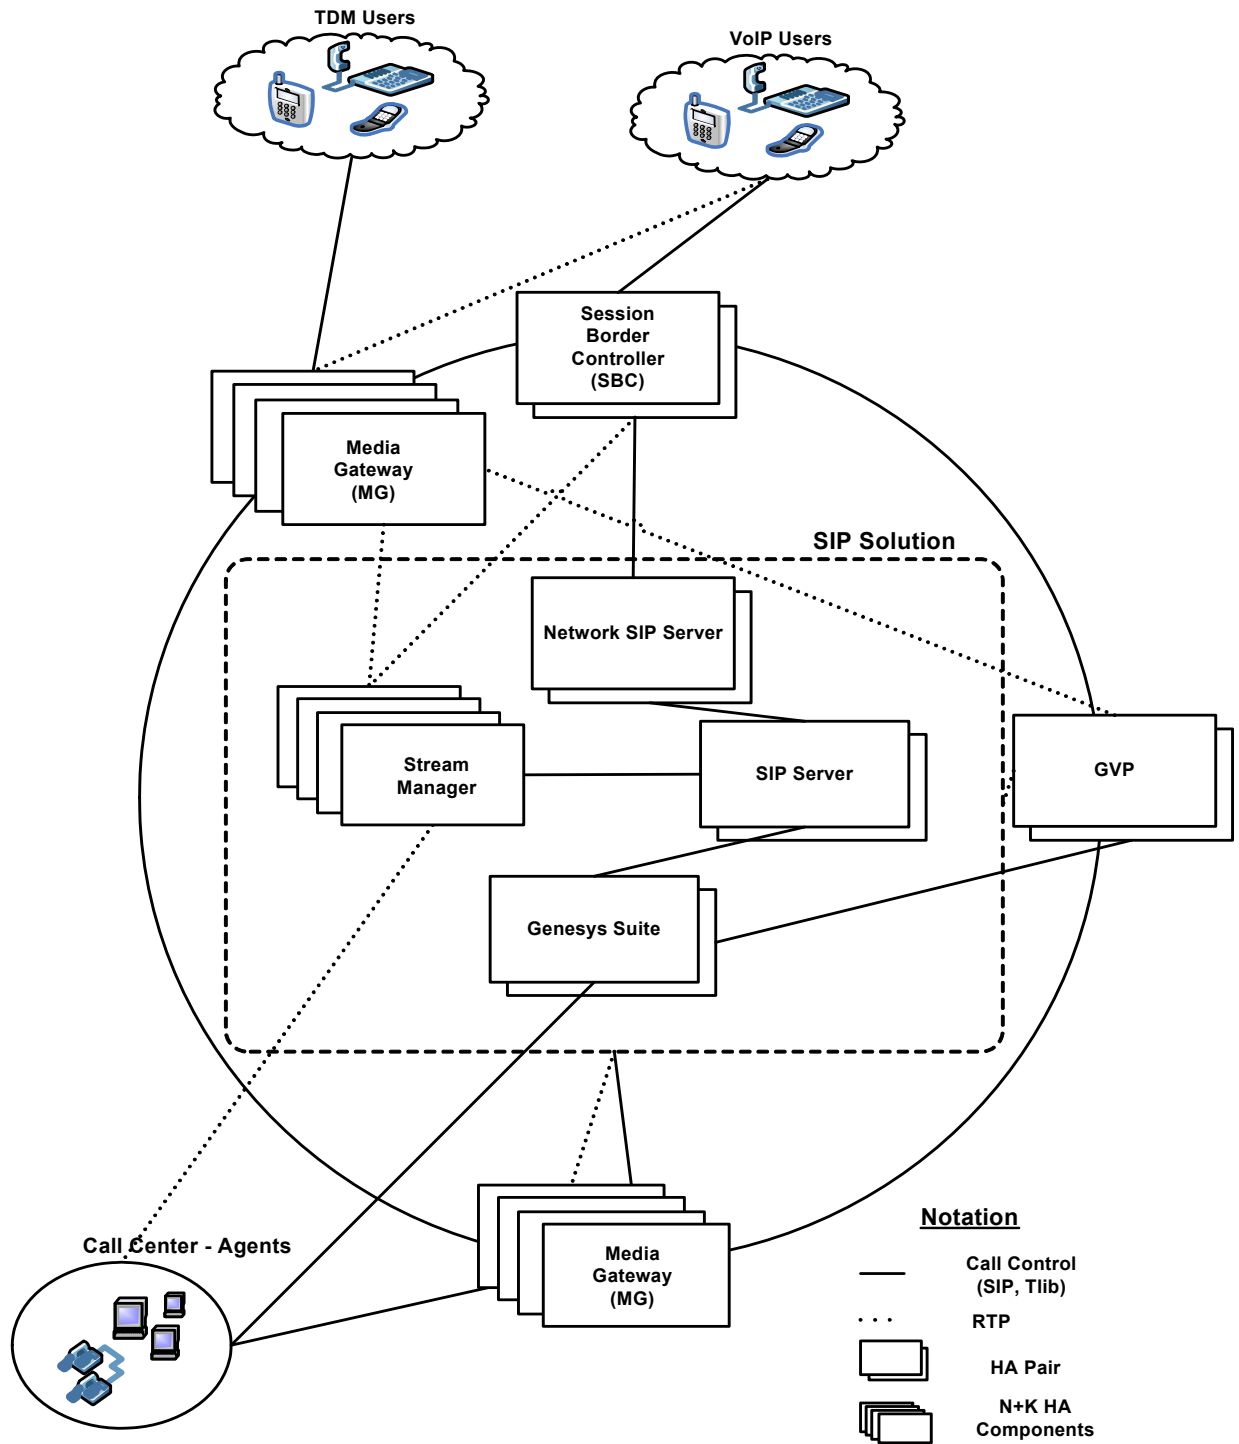 TDM Users
VoIP Users
Session
Border
Controller
(SBC)
Media
Gateway
(MG)
SIP Solution
Network SIP Server
Stream
Manager
SIP Server
GVP
Genesys Suite
Call Center - Agents
Media
Gateway
(MG)
Notation
Call Control
(SIP, Tlib)
RTP
HA Pair
N+K HA
Components